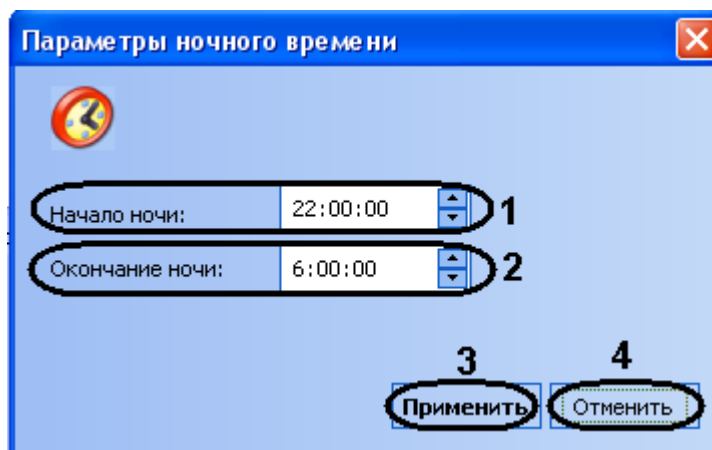 Параметры ночного времени
Начало ночи: 22:00:00 1
Окончание ночи: 6:00:00 2
3 4
Применить Отменить